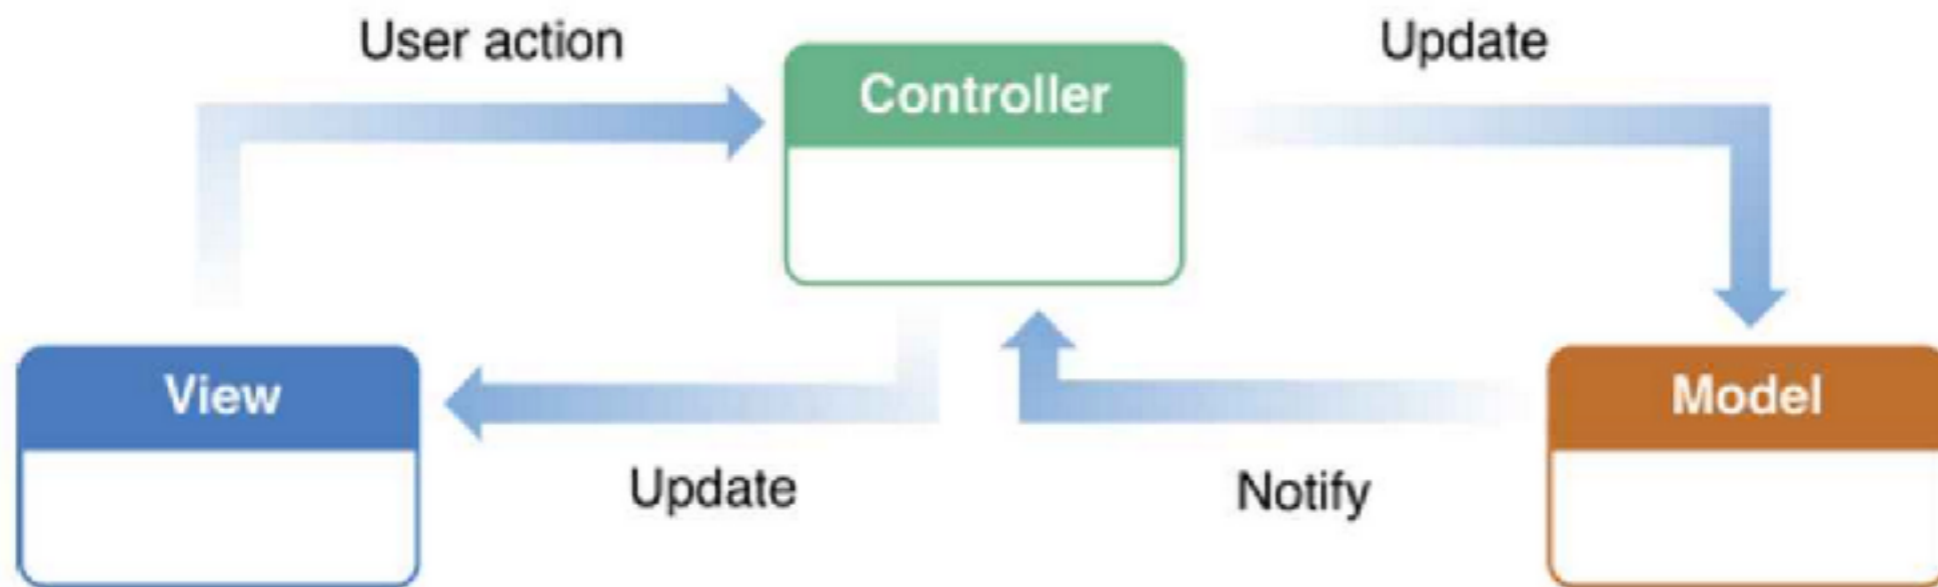 User action
Update
Controller
View
Model
Update
Notify